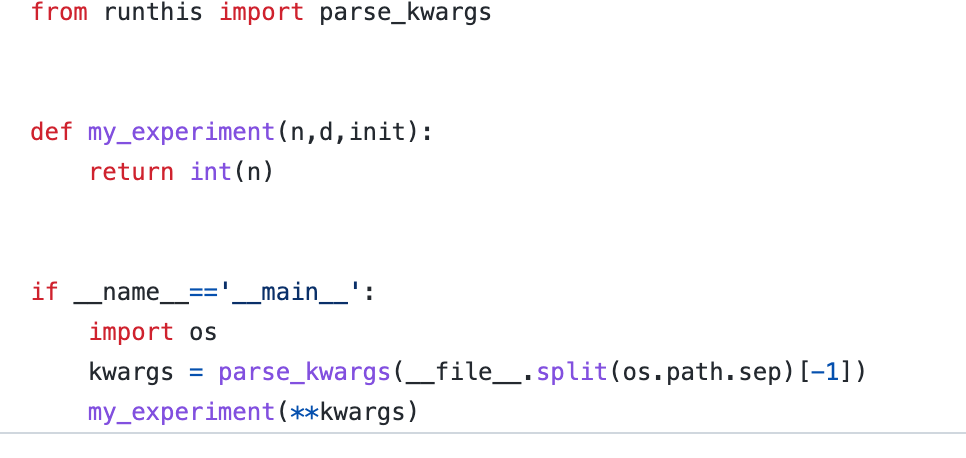 from runthis import parse_kwargs
def my_experiment(n,d,init):
    return int(n)
if __name__=='__main__':
    import os
    kwargs = parse_kwargs(__file__.split(os.path.sep)[-1])
    my_experiment(**kwargs)